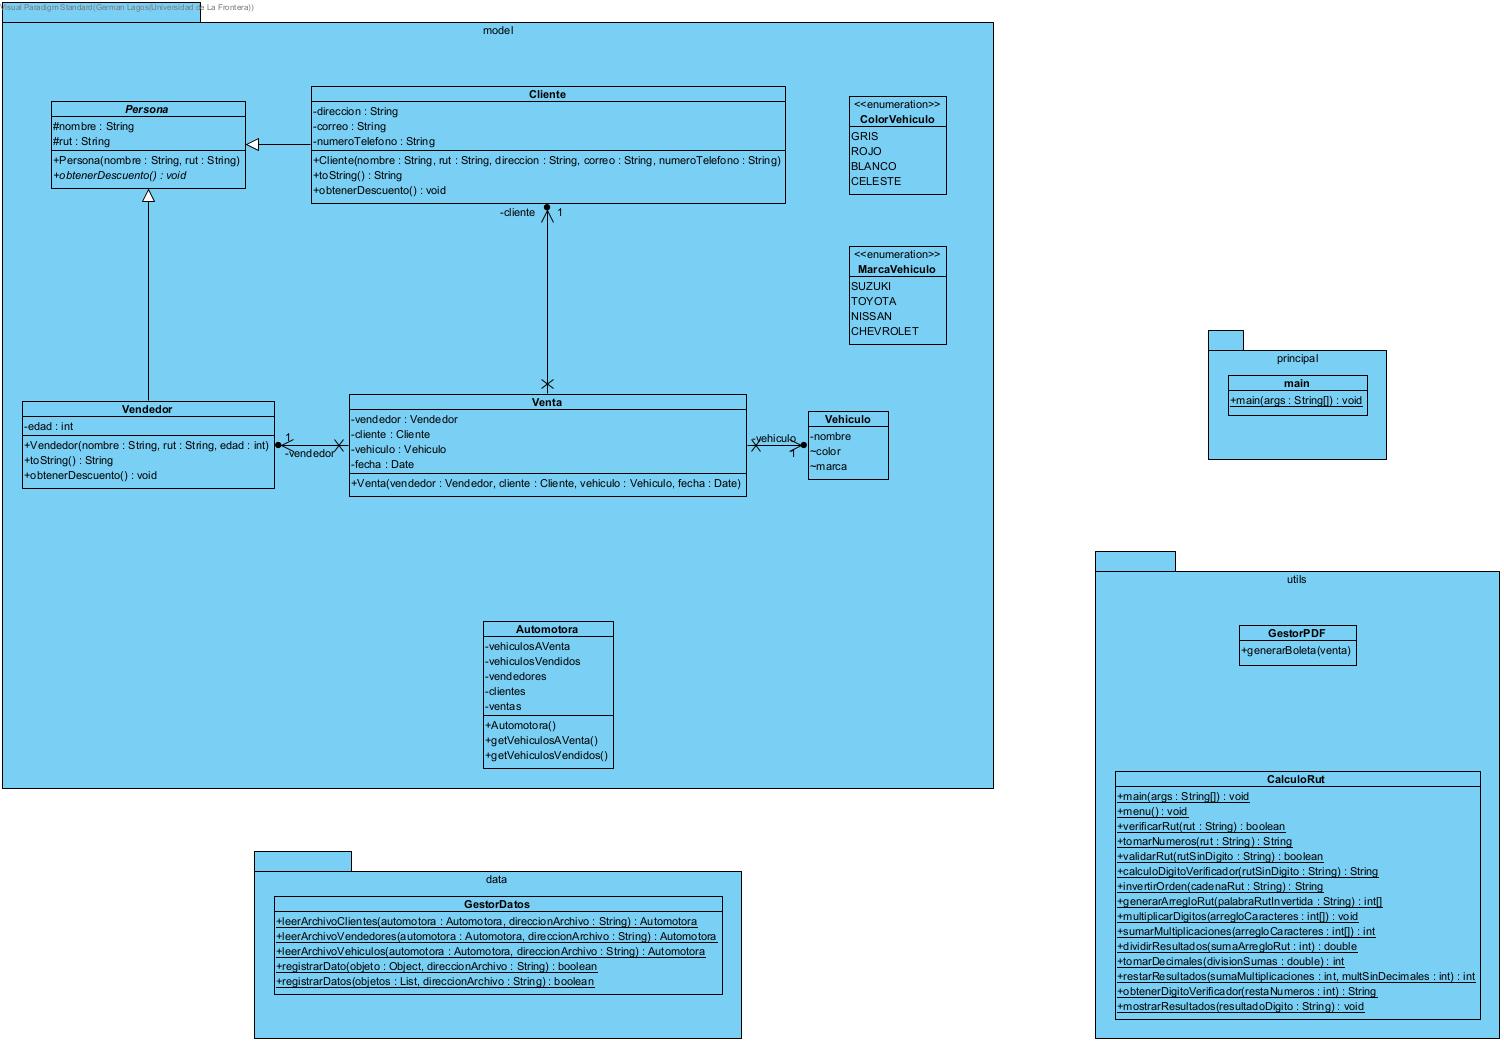 Visual Paradigm Standard(German Lagos(Universidad de La Frontera))
model
Persona
#nombre : String
#rut : String
+Persona(nombre : String, rut : String)
+obtenerDescuento() : void
Cliente
-direccion : String
-correo : String
-numeroTelefono : String
+Cliente(nombre : String, rut : String, direccion : String, correo : String, numeroTelefono : String)
+toString() : String
+obtenerDescuento() : void
-cliente
1
<<enumeration>>
ColorVehiculo
GRIS
ROJO
BLANCO
CELESTE
<<enumeration>>
MarcaVehiculo
SUZUKI
TOYOTA
NISSAN
CHEVROLET
Vendedor
-edad : int
+Vendedor(nombre : String, rut : String, edad : int)
+toString() : String
+obtenerDescuento() : void
1
-vendedor
Venta
-vendedor : Vendedor
-cliente : Cliente
-vehiculo : Vehiculo
-fecha : Date
+Venta(vendedor : Vendedor, cliente : Cliente, vehiculo : Vehiculo, fecha : Date)
-vehiculo
1
Vehiculo
-nombre
~color
~marca
Automotora
-vehiculosAVenta
-vehiculosVendidos
-vendedores
-clientes
-ventas
+Automotora()
+getVehiculosAVenta()
+getVehiculosVendidos()
principal
main
+main(args : String[]) : void
utils
GestorPDF
+generarBoleta(venta)
CalculoRut
+main(args : String[]) : void
+menu() : void
+verificarRut(rut : String) : boolean
+tomarNumeros(rut : String) : String
+validarRut(rutSinDigito : String) : boolean
+calculoDigitoVerificador(rutSinDigito : String) : String
+invertirOrden(cadenaRut : String) : String
+generarArregloRut(palabraRutInvertida : String) : int[]
+multiplicarDigitos(arregloCaracteres : int[]) : void
+sumarMultiplicaciones(arregloCaracteres : int[]) : int
+dividirResultados(sumaArregloRut : int) : double
+tomarDecimales(divisionSumas : double) : int
+restarResultados(sumaMultiplicaciones : int, multSinDecimales : int) : int
+obtenerDigitoVerificador(restaNumeros : int) : String
+mostrarResultados(resultadoDigito : String) : void
data
GestorDatos
+leerArchivoClientes(automotora : Automotora, direccionArchivo : String) : Automotora
+leerArchivoVendedores(automotora : Automotora, direccionArchivo : String) : Automotora
+leerArchivoVehiculos(automotora : Automotora, direccionArchivo : String) : Automotora
+registrarDato(objeto : Object, direccionArchivo : String) : boolean
+registrarDatos(objetos : List, direccionArchivo : String) : boolean